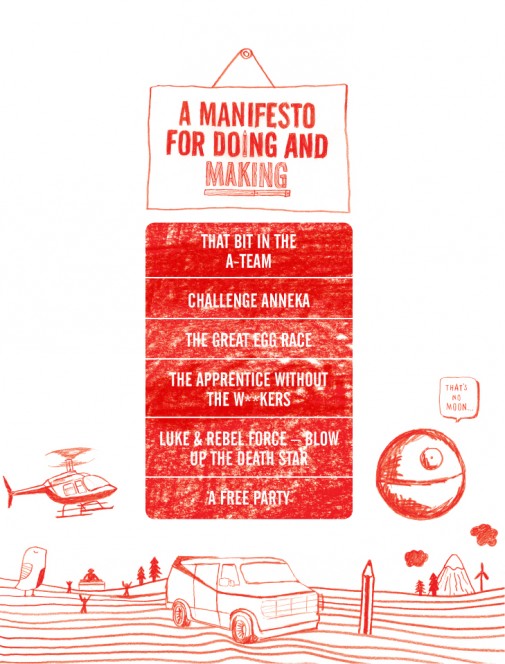 A MANIFESTO
FOR DOING AND
MAKING
THAT BIT IN THE
A-TEAM
CHALLENGE ANNEKA
THE GREAT EGG RACE
THE APPRENTICE WITHOUT
THE W**KERS
LUKE & REBEL FORCE – BLOW
UP THE DEATH STAR
A FREE PARTY
THAT'S
NO
MOON...